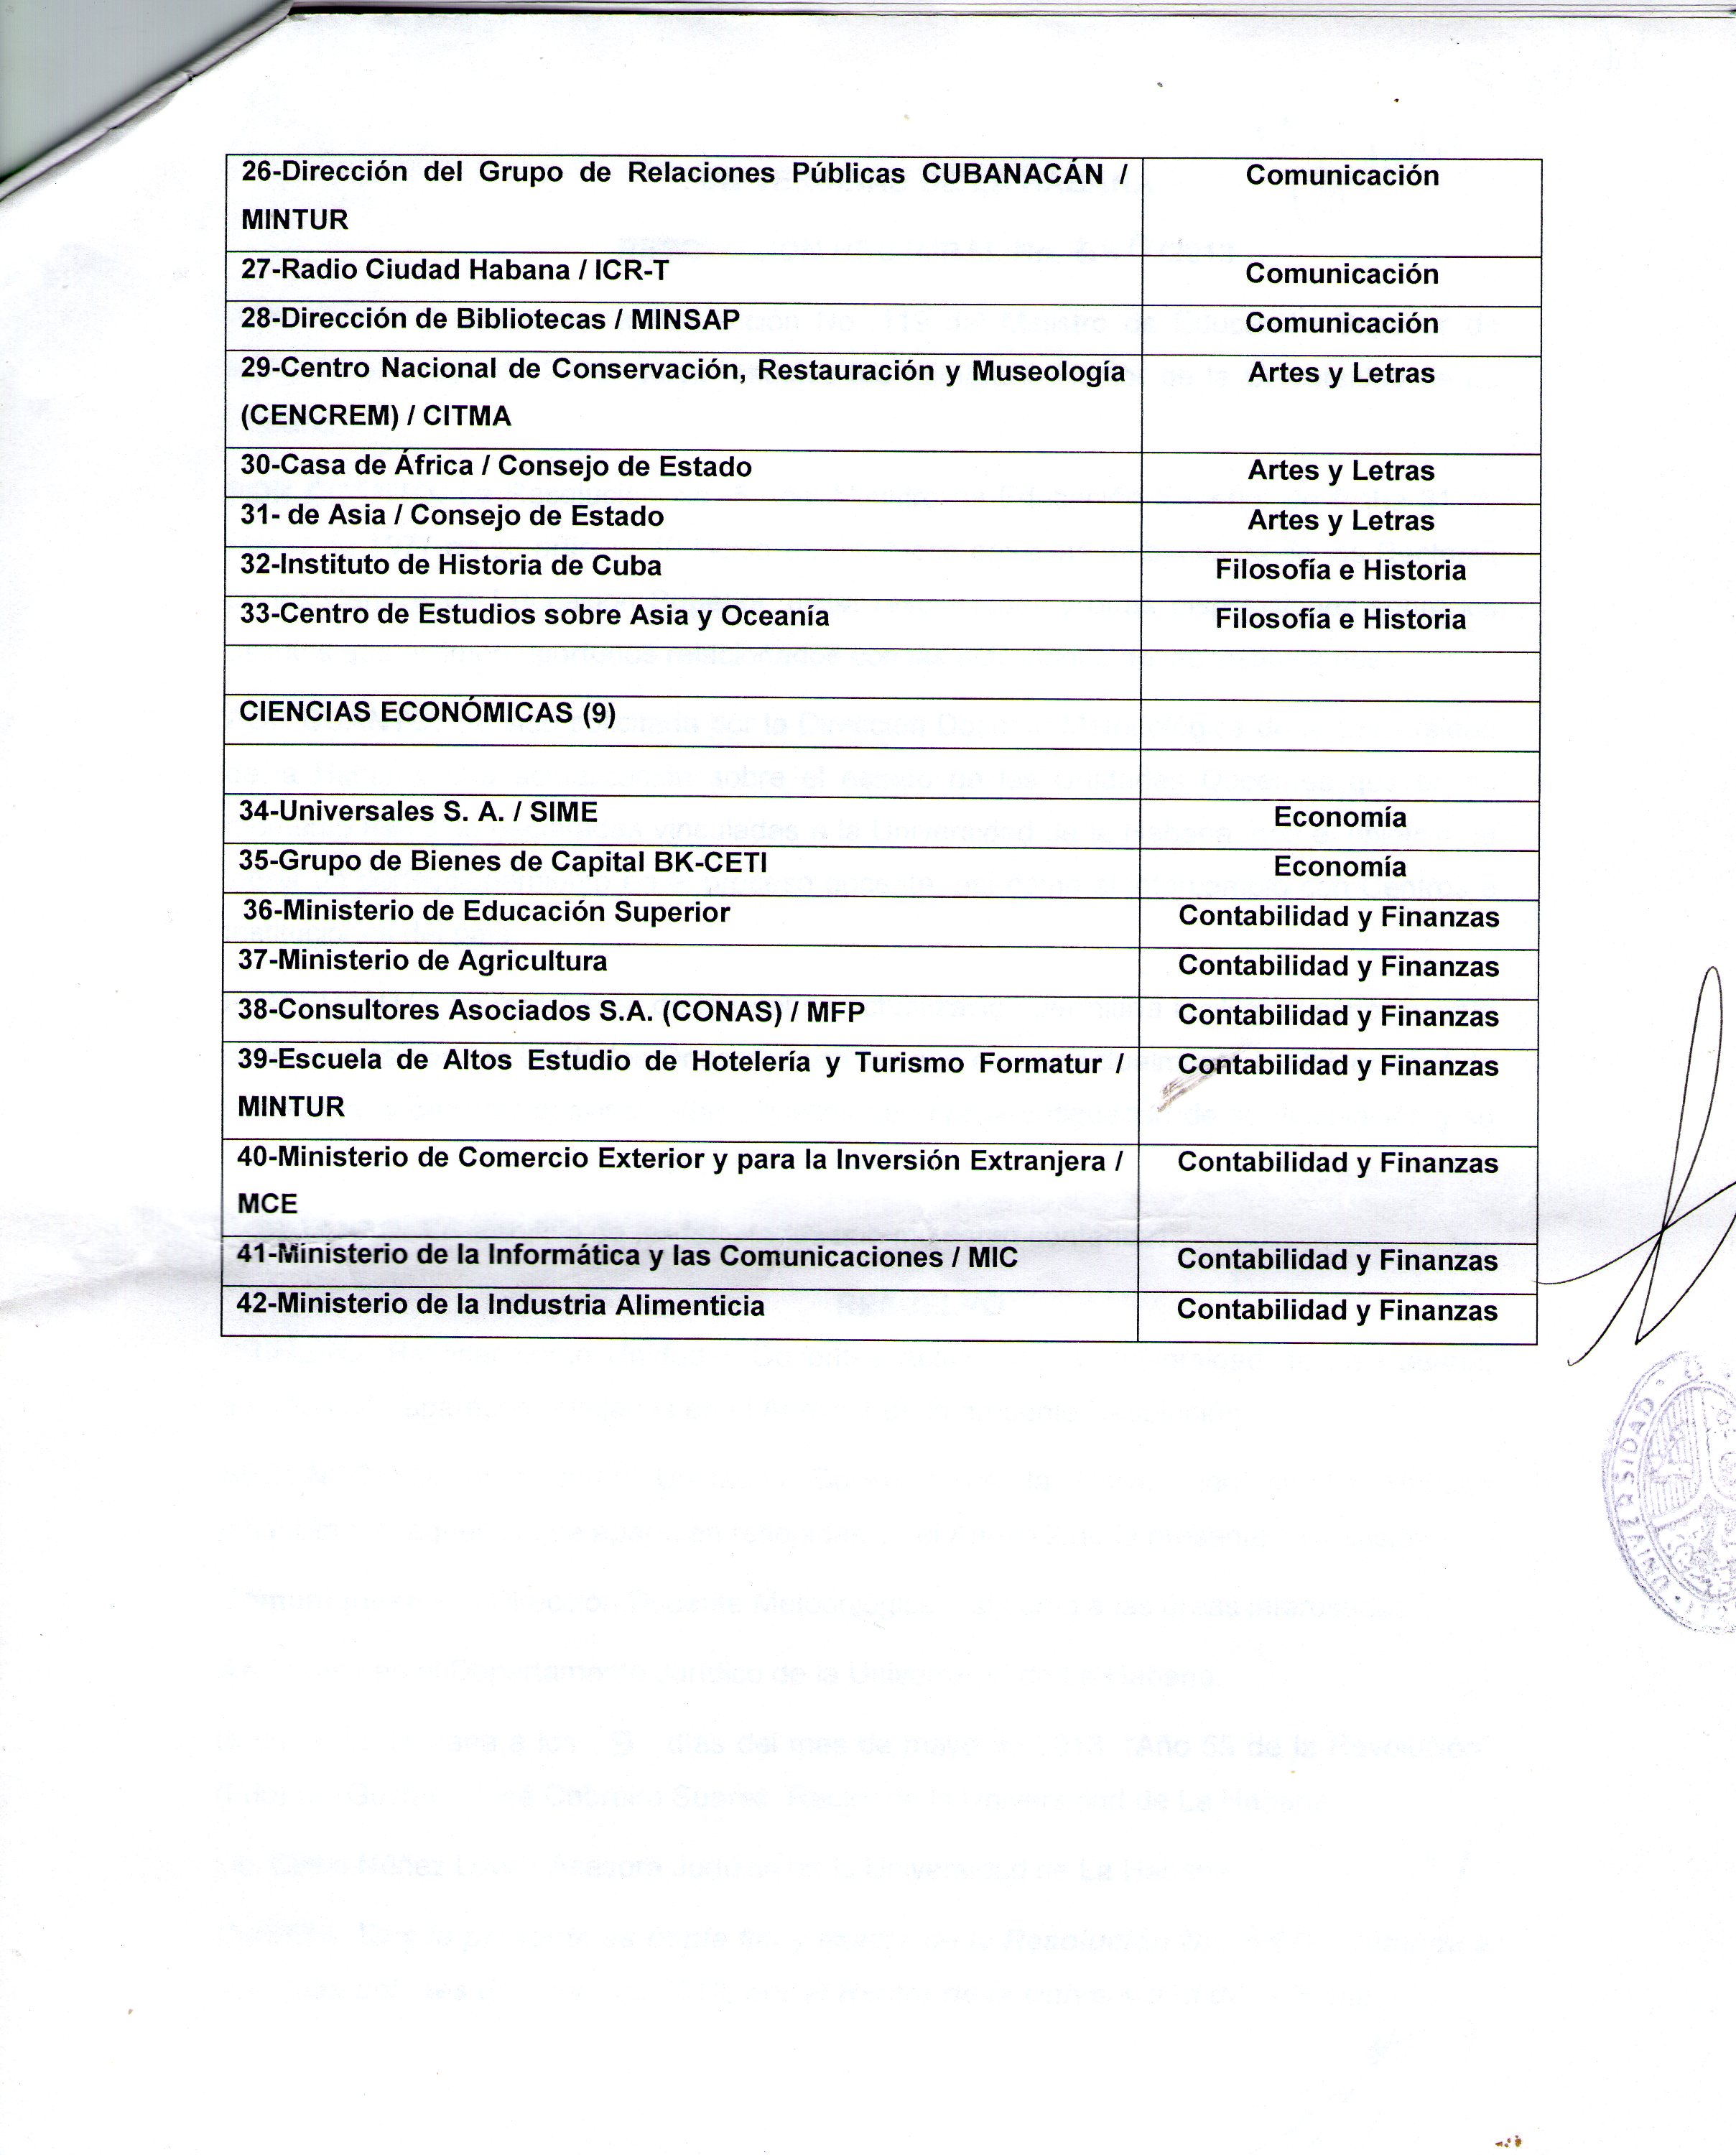 26-Dirección del Grupo de Relaciones Públicas CUBANACÁN / MINTUR Comunicación
27-Radio Ciudad Habana / ICR-T Comunicación
28-Dirección de Bibliotecas / MINSAP Comunicación
29-Centro Nacional de Conservación, Restauración y Museología (CENCREM) / CITMA Artes y Letras
30-Casa de África / Consejo de Estado Artes y Letras
31- de Asia / Consejo de Estado Artes y Letras
32-Instituto de Historia de Cuba Filosofía e Historia
33-Centro de Estudios sobre Asia y Oceanía Filosofía e Historia
CIENCIAS ECONÓMICAS (9)
34-Universales S. A. / SIME Economía
35-Grupo de Bienes de Capital BK-CETI Economía
36-Ministerio de Educación Superior Contabilidad y Finanzas
37-Ministerio de Agricultura Contabilidad y Finanzas
38-Consultores Asociados S.A. (CONAS) / MFP Contabilidad y Finanzas
39-Escuela de Altos Estudio de Hotelería y Turismo Formatur / MINTUR Contabilidad y Finanzas
40-Ministerio de Comercio Exterior y para la Inversión Extranjera / MCE Contabilidad y Finanzas
41-Ministerio de la Informática y las Comunicaciones / MIC Contabilidad y Finanzas
42-Ministerio de la Industria Alimenticia Contabilidad y Finanzas
UNIVERSIDAD